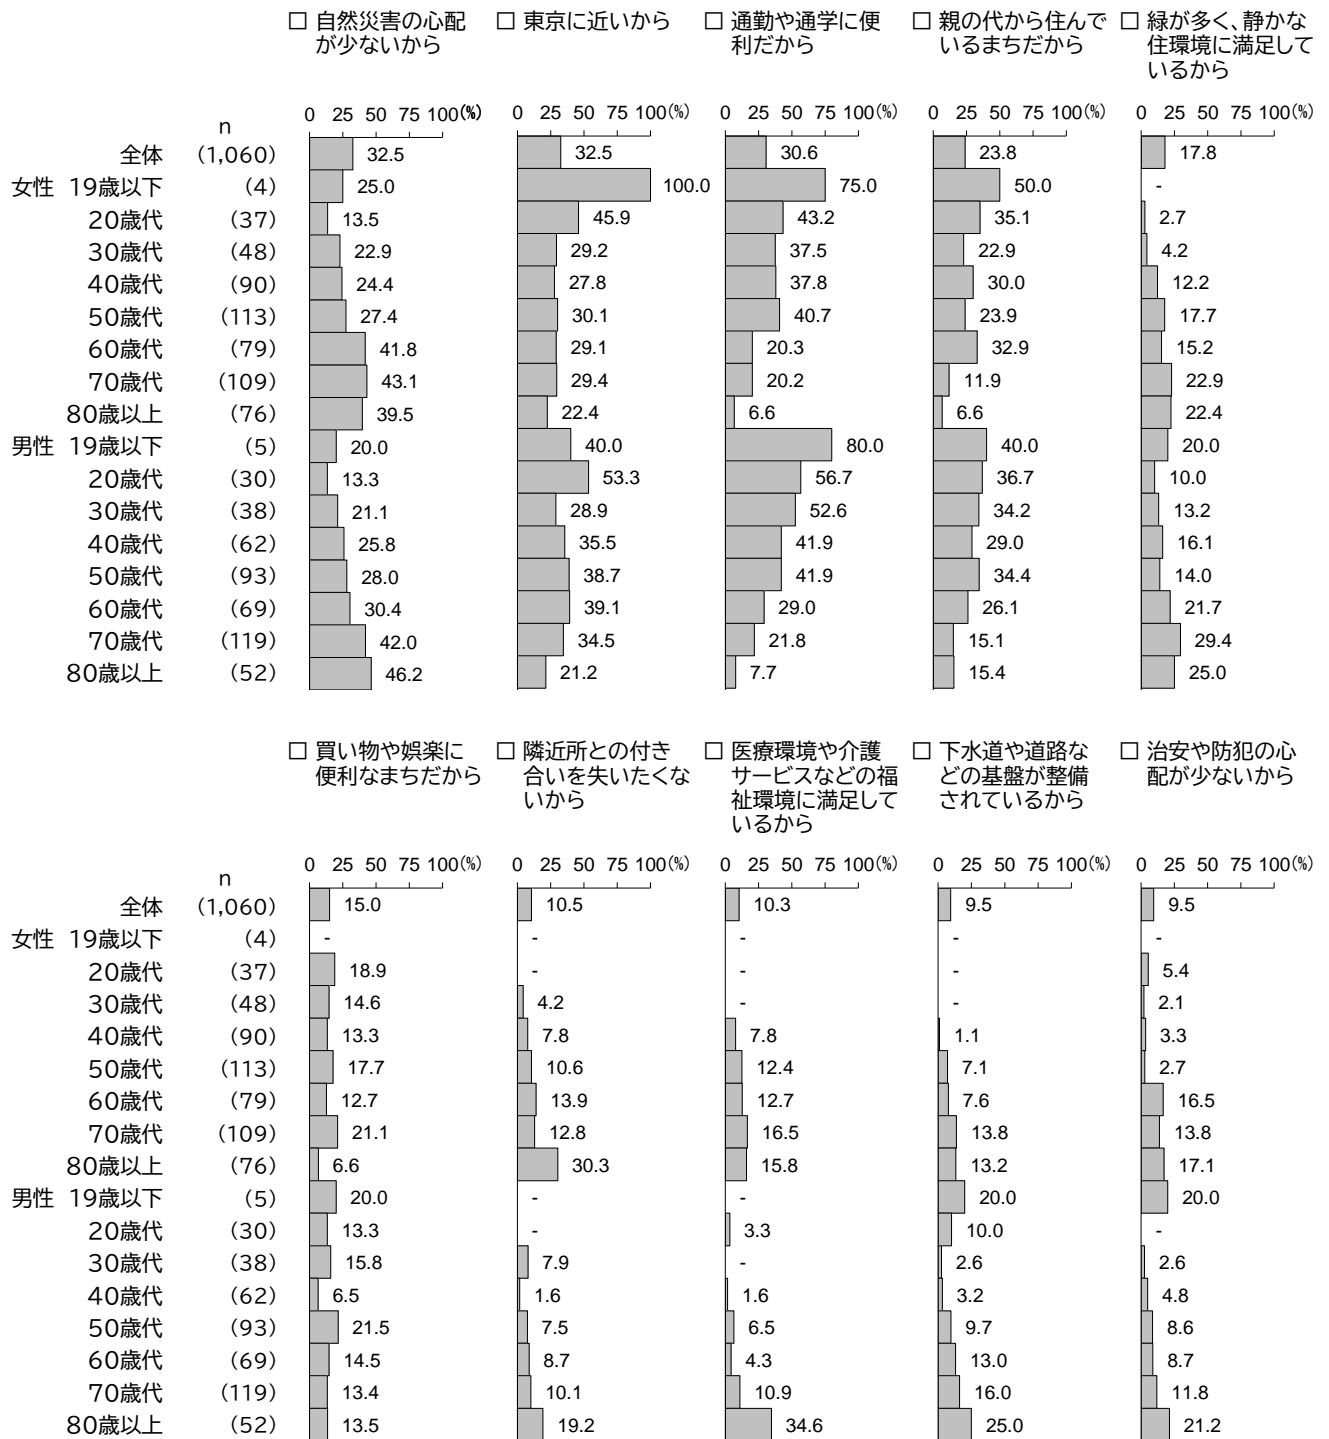 □ 自然災害の心配 □ 東京に近いから □ 通勤や通学に便 □ 親の代から住んで □ 緑が多く、静かな
が少ないから 利だから いるまちだから 住環境に満足して
いるから
n 0 25 50 75 100(%) 0 25 50 75 100(%) 0 25 50 75 100(%) 0 25 50 75 100(%) 0 25 50 75 100(%)
全体 (1,060) 32.5 32.5 30.6 23.8 17.8
女性 19歳以下 (4) 25.0 100.0 75.0 50.0 -
20歳代 (37) 13.5 45.9 43.2 35.1 2.7
30歳代 (48) 22.9 29.2 37.5 22.9 4.2
40歳代 (90) 24.4 27.8 37.8 30.0 12.2
50歳代 (113) 27.4 30.1 40.7 23.9 17.7
60歳代 (79) 41.8 29.1 20.3 32.9 15.2
70歳代 (109) 43.1 29.4 20.2 11.9 22.9
80歳以上 (76) 39.5 22.4 6.6 6.6 22.4
男性 19歳以下 (5) 20.0 40.0 80.0 40.0 20.0
20歳代 (30) 13.3 53.3 56.7 36.7 10.0
30歳代 (38) 21.1 28.9 52.6 34.2 13.2
40歳代 (62) 25.8 35.5 41.9 29.0 16.1
50歳代 (93) 28.0 38.7 41.9 34.4 14.0
60歳代 (69) 30.4 39.1 29.0 26.1 21.7
70歳代 (119) 42.0 34.5 21.8 15.1 29.4
80歳以上 (52) 46.2 21.2 7.7 15.4 25.0
□ 買い物や娯楽に □ 隣近所との付き □ 医療環境や介護 □ 下水道や道路な □ 治安や防犯の心
便利なまちだから 合いを失いたくな サービスなどの福 どの基盤が整備 配が少ないから
いから 祉環境に満足して されているから
いるから
n 0 25 50 75 100(%) 0 25 50 75 100(%) 0 25 50 75 100(%) 0 25 50 75 100(%) 0 25 50 75 100(%)
全体 (1,060) 15.0 10.5 10.3 9.5 9.5
女性 19歳以下 (4) - - - - -
20歳代 (37) 18.9 - - - 5.4
30歳代 (48) 14.6 4.2 - - 2.1
40歳代 (90) 13.3 7.8 7.8 1.1 3.3
50歳代 (113) 17.7 10.6 12.4 7.1 2.7
60歳代 (79) 12.7 13.9 12.7 7.6 16.5
70歳代 (109) 21.1 12.8 16.5 13.8 13.8
80歳以上 (76) 6.6 30.3 15.8 13.2 17.1
男性 19歳以下 (5) 20.0 - - 20.0 20.0
20歳代 (30) 13.3 - 3.3 10.0 -
30歳代 (38) 15.8 7.9 - 2.6 2.6
40歳代 (62) 6.5 1.6 1.6 3.2 4.8
50歳代 (93) 21.5 7.5 6.5 9.7 8.6
60歳代 (69) 14.5 8.7 4.3 13.0 8.7
70歳代 (119) 13.4 10.1 10.9 16.0 11.8
80歳以上 (52) 13.5 19.2 34.6 25.0 21.2